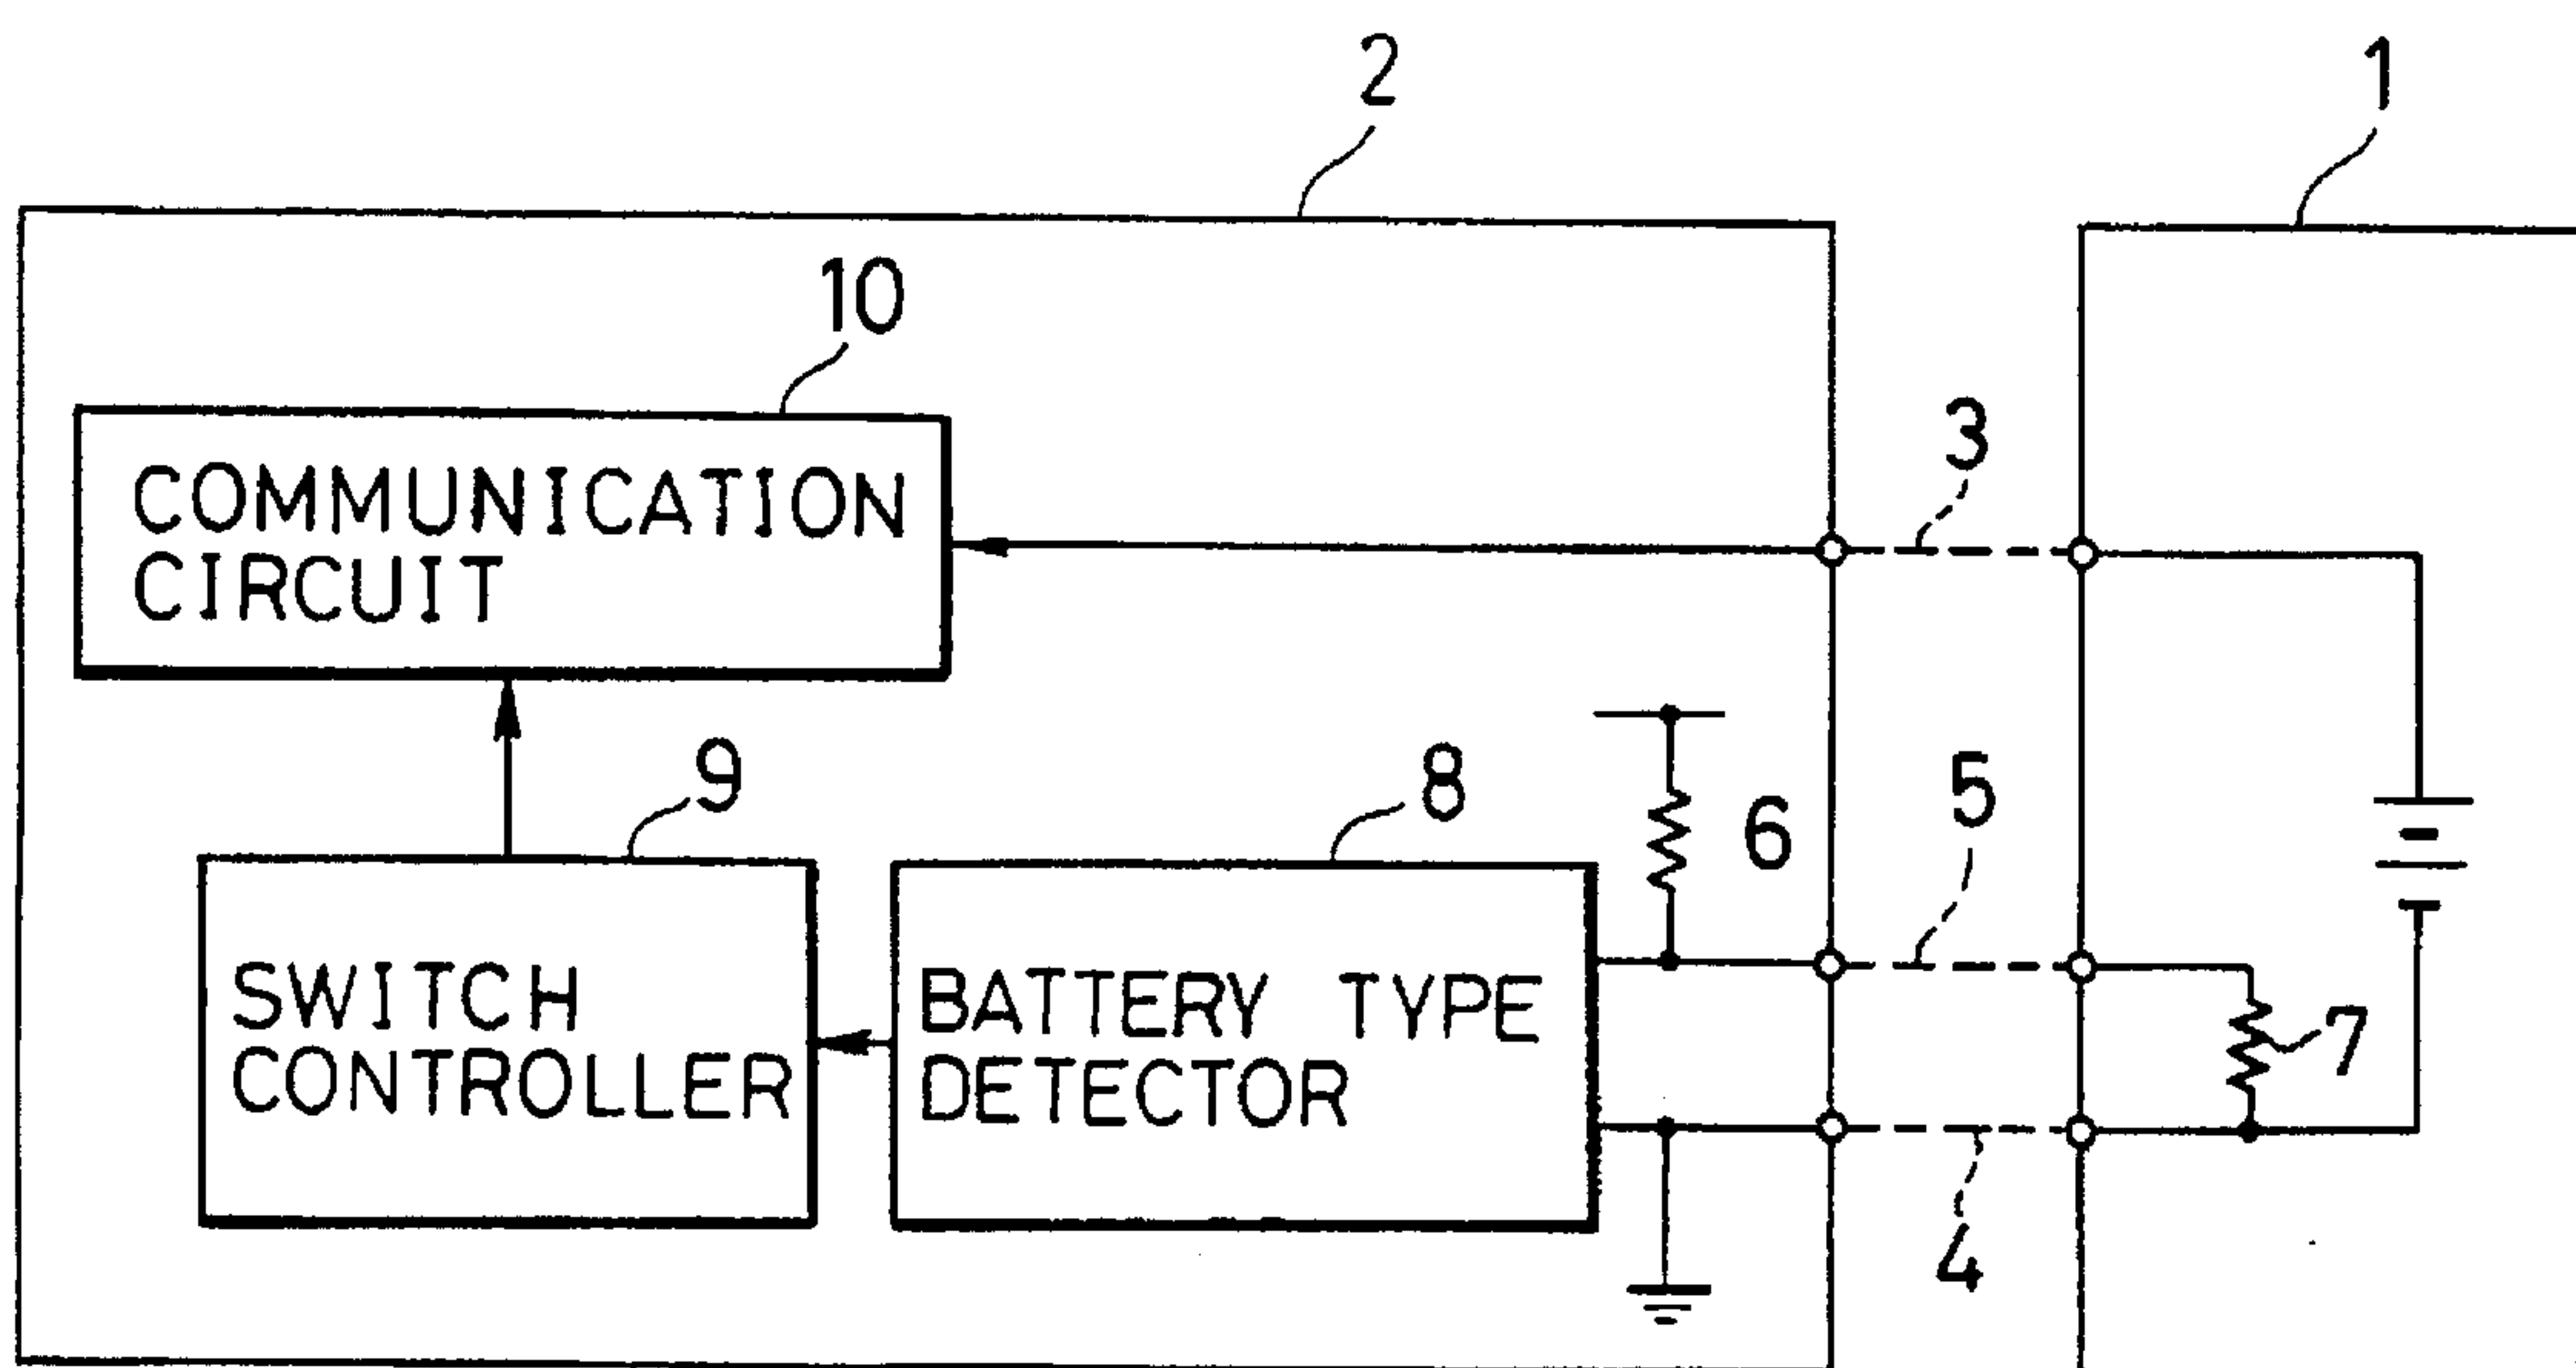 2
1
10
COMMUNICATION
CIRCUIT
3
9
8
6
5
SWITCH
CONTROLLER
BATTERY TYPE
DETECTOR
7
4